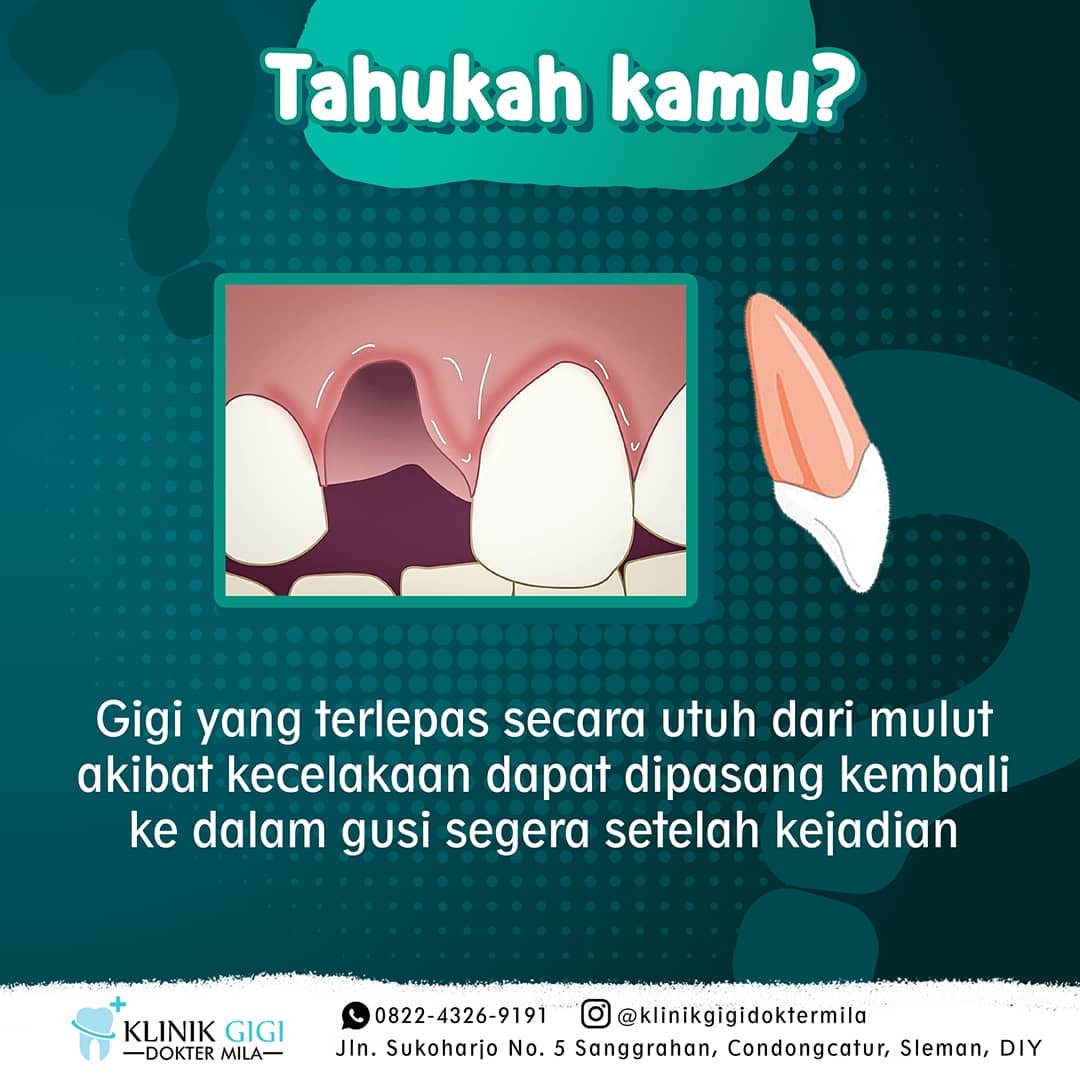 Tahukah kamu?
Gigi yang terlepas secara utuh dari mulut
akibat kecelakaan dapat dipasang kembali
ke dalam gusi segera setelah kejadian
KLINIK GIGI
DOKTER MILA
0822-4326-9191 @klinikgigidoktermila
Jln. Sukoharjo No. 5 Sanggrahan, Condongcatur, Sleman, DIY